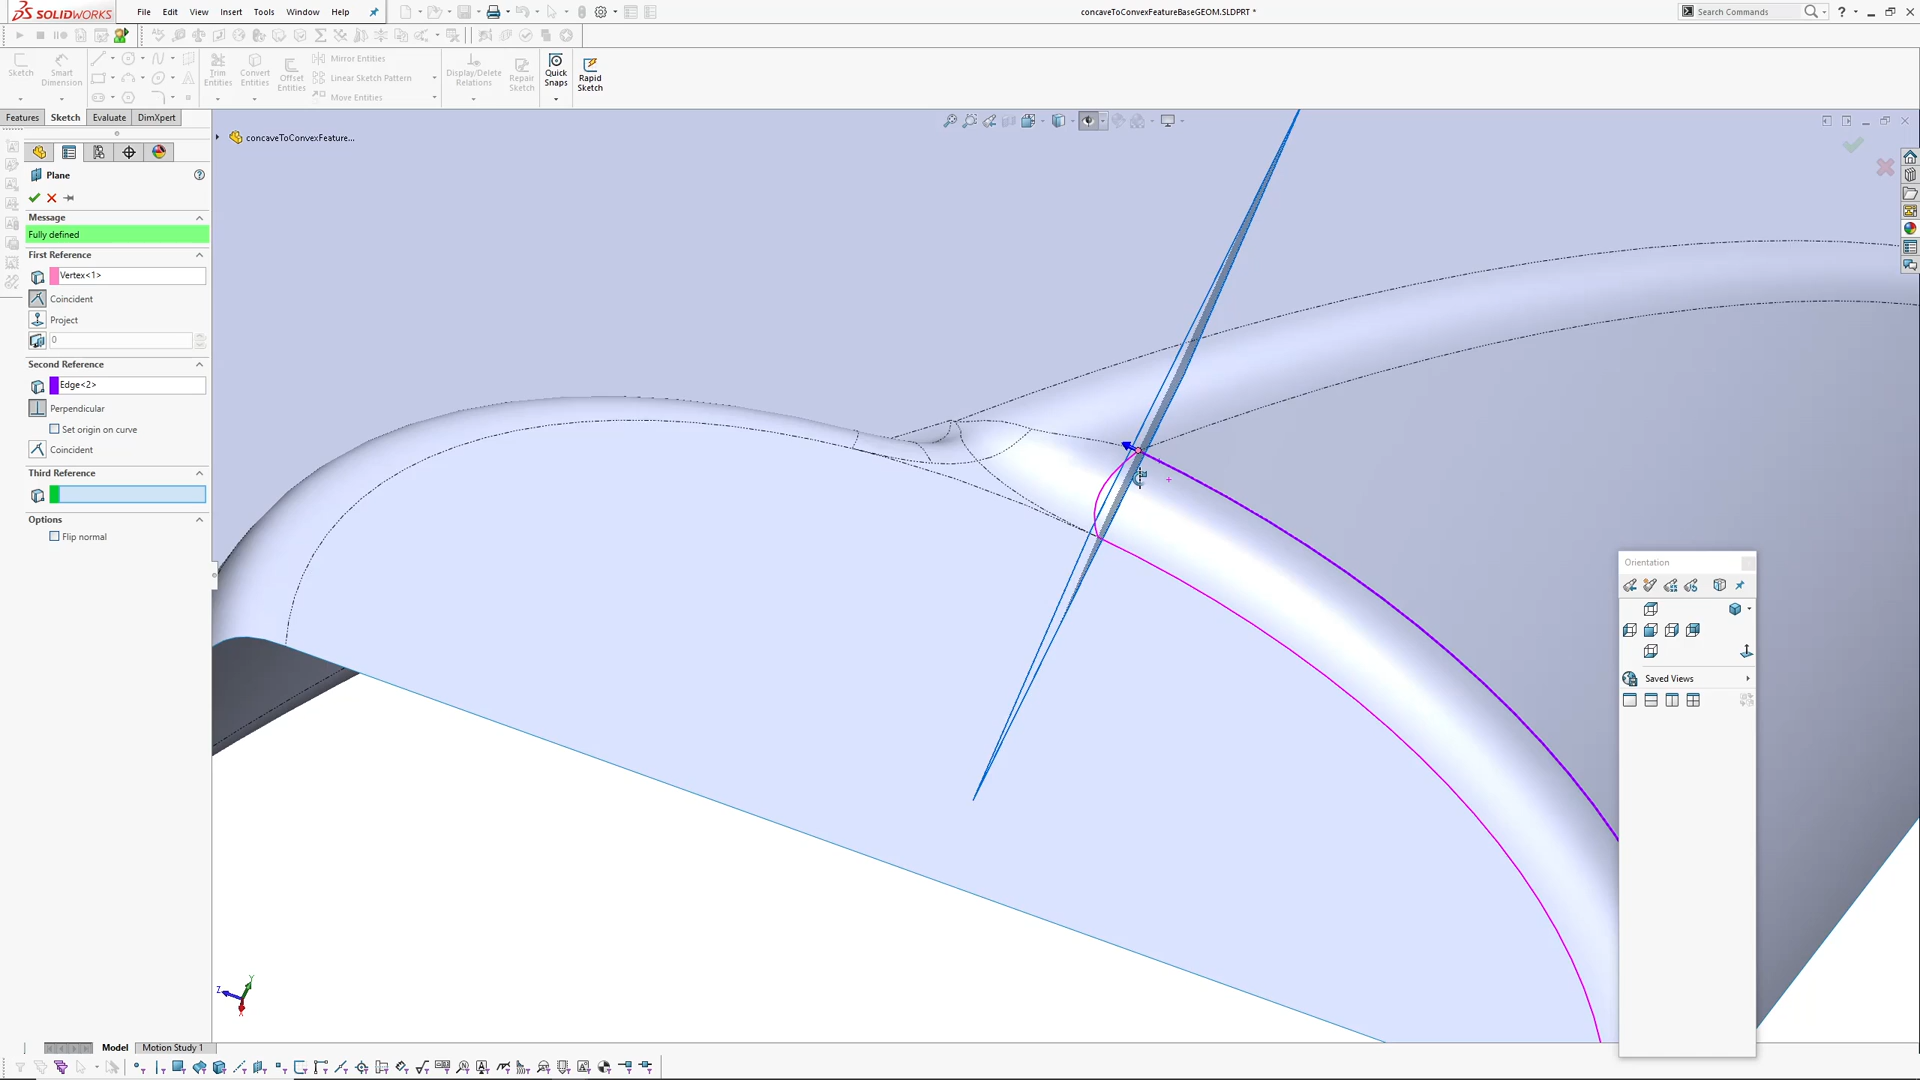 SOLIDWORKS
File Edit View Insert Tools Window Help
concaveToConvexFeatureBaseGEOM.SLDPRT *
Search Commands
Sketch
Smart Dimension
Trim Entities
Convert Entities
Offset Entities
Mirror Entities
Linear Sketch Pattern
Move Entities
Display/Delete Relations
Repair Sketch
Quick Snaps
Rapid Sketch
Features Sketch Evaluate DimXpert
concaveToConvexFeature...
Plane
Message
Fully defined
First Reference
Vertex<1>
Coincident
Project
0
Second Reference
Edge<2>
Perpendicular
Set origin on curve
Coincident
Third Reference
Options
Flip normal
Orientation
Saved Views
Y
Z
X
Model Motion Study 1